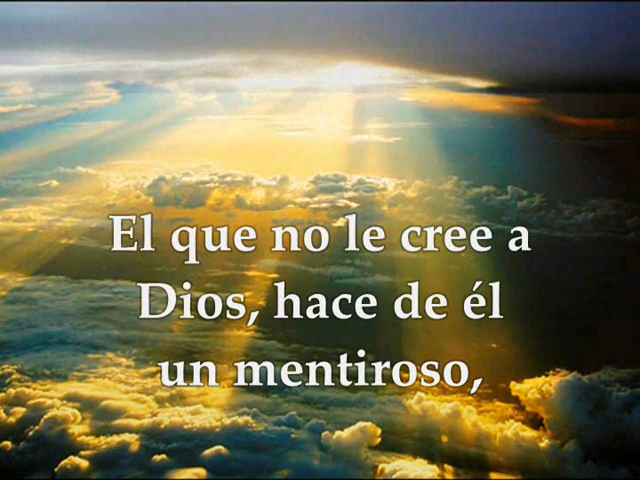 El que no le cree a
Dios, hace de él
un mentiroso,